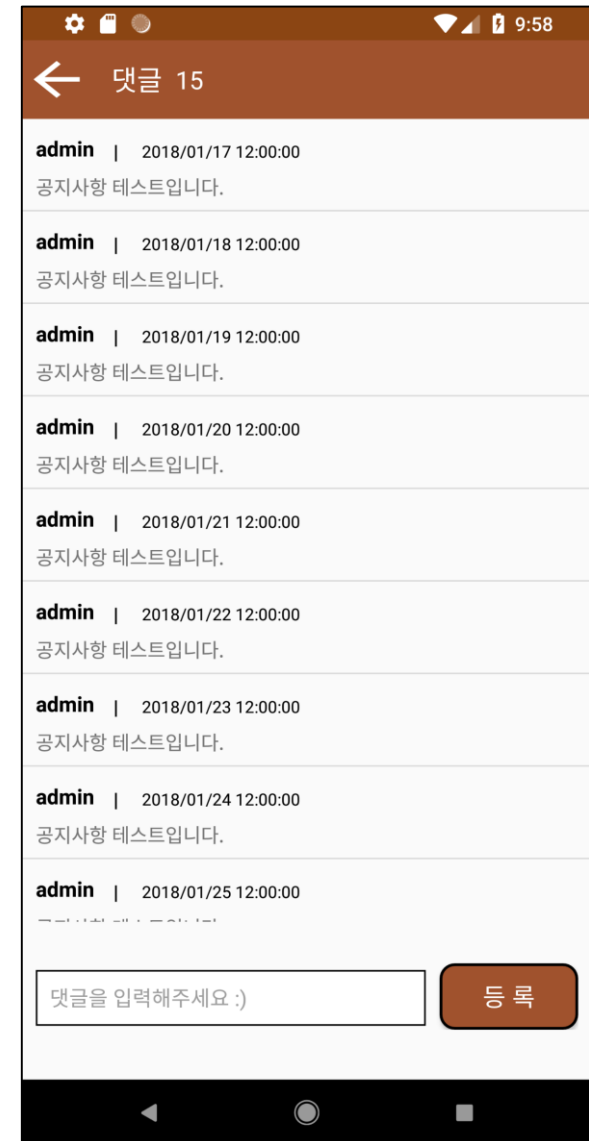 9:58
댓글 15
admin | 2018/01/17 12:00:00
공지사항 테스트입니다.
admin | 2018/01/18 12:00:00
공지사항 테스트입니다.
admin | 2018/01/19 12:00:00
공지사항 테스트입니다.
admin | 2018/01/20 12:00:00
공지사항 테스트입니다.
admin | 2018/01/21 12:00:00
공지사항 테스트입니다.
admin | 2018/01/22 12:00:00
공지사항 테스트입니다.
admin | 2018/01/23 12:00:00
공지사항 테스트입니다.
admin | 2018/01/24 12:00:00
공지사항 테스트입니다.
admin | 2018/01/25 12:00:00
댓글을 입력해주세요 :)
등 록